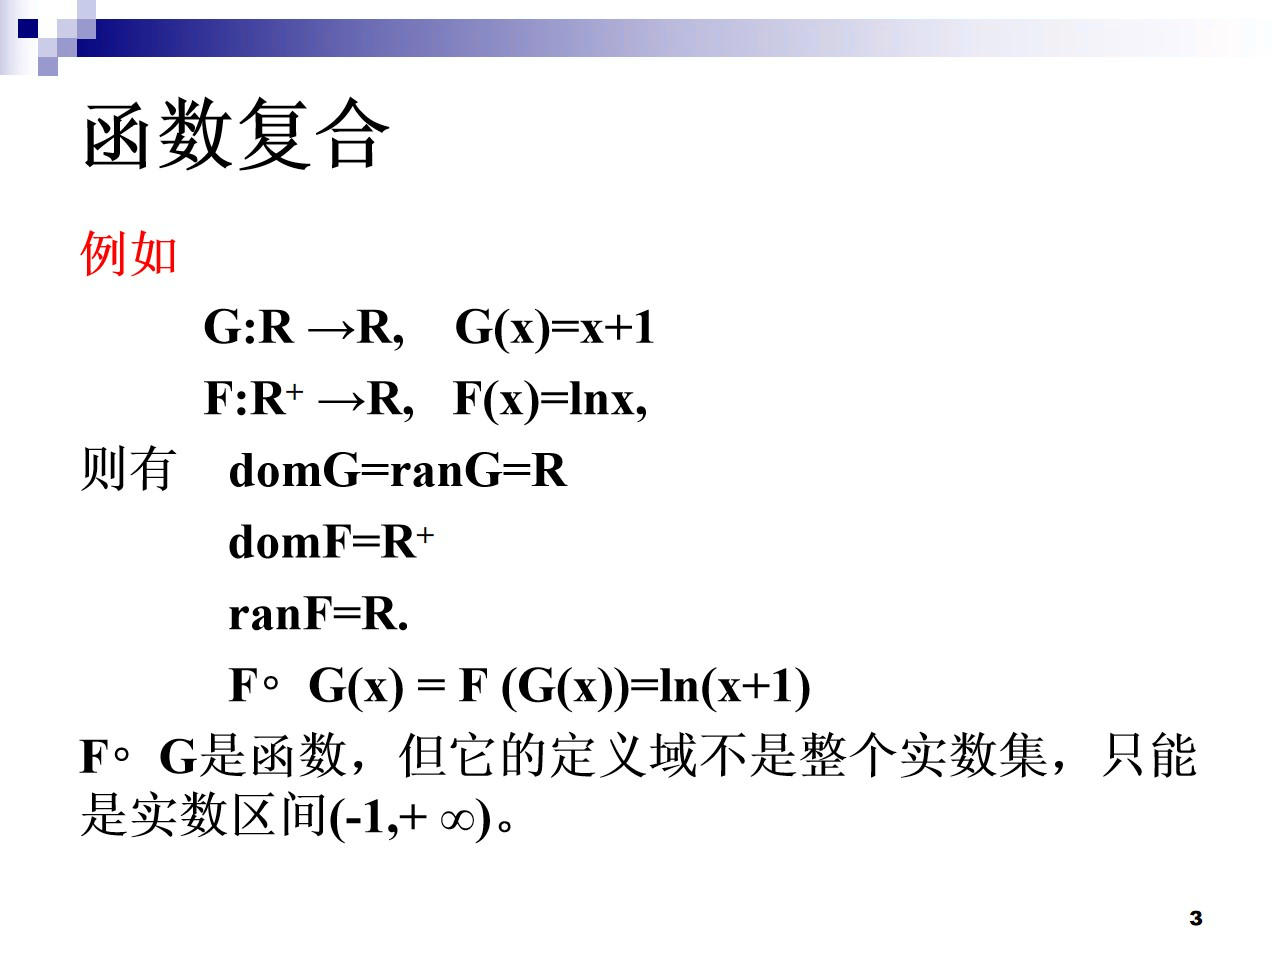 函数复合
例如
G:R →R, G(x)=x+1
F:R⁺ →R, F(x)=lnx,
则有 domG=ranG=R
domF=R⁺
ranF=R.
F∘ G(x) = F (G(x))=ln(x+1)
F∘ G是函数，但它的定义域不是整个实数集，只能
是实数区间(-1,+ ∞)。
3